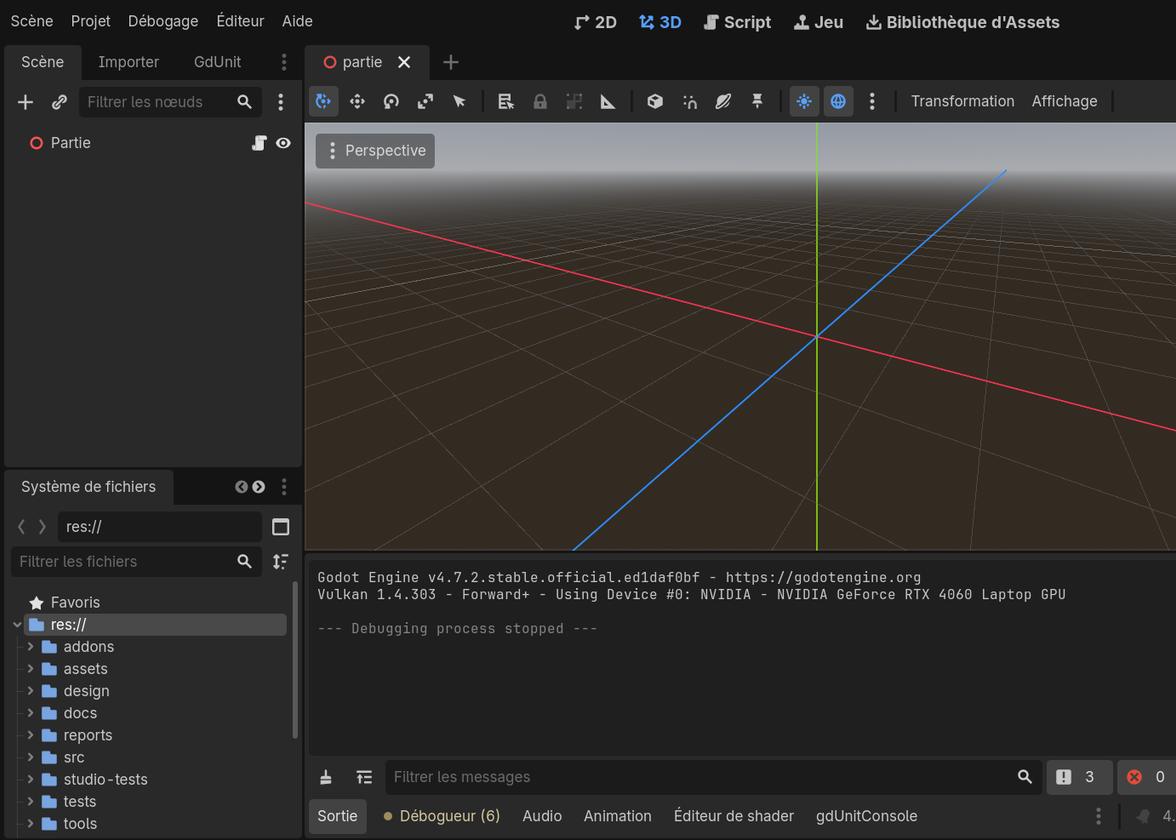 Scène Projet Débogage Éditeur Aide 2D 3D Script Jeu Bibliothèque d'Assets
Scène Importer GdUnit partie
Filtrer les nœuds Transformation Affichage
Partie Perspective
Système de fichiers
res://
Filtrer les fichiers
Favoris
res://
addons
assets
design
docs
reports
src
studio-tests
tests
tools
Godot Engine v4.7.2.stable.official.ed1daf0bf - https://godotengine.org
Vulkan 1.4.303 - Forward+ - Using Device #0: NVIDIA - NVIDIA GeForce RTX 4060 Laptop GPU
--- Debugging process stopped ---
Filtrer les messages 3 0
Sortie Débogueur (6) Audio Animation Éditeur de shader gdUnitConsole 4.